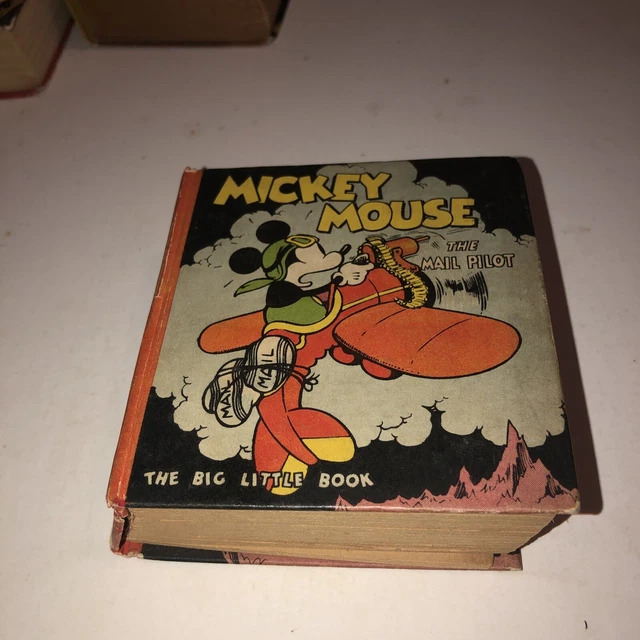 MICKEY
MOUSE
THE
MAIL PILOT
MAIL
MAIL
THE BIG LITTLE BOOK